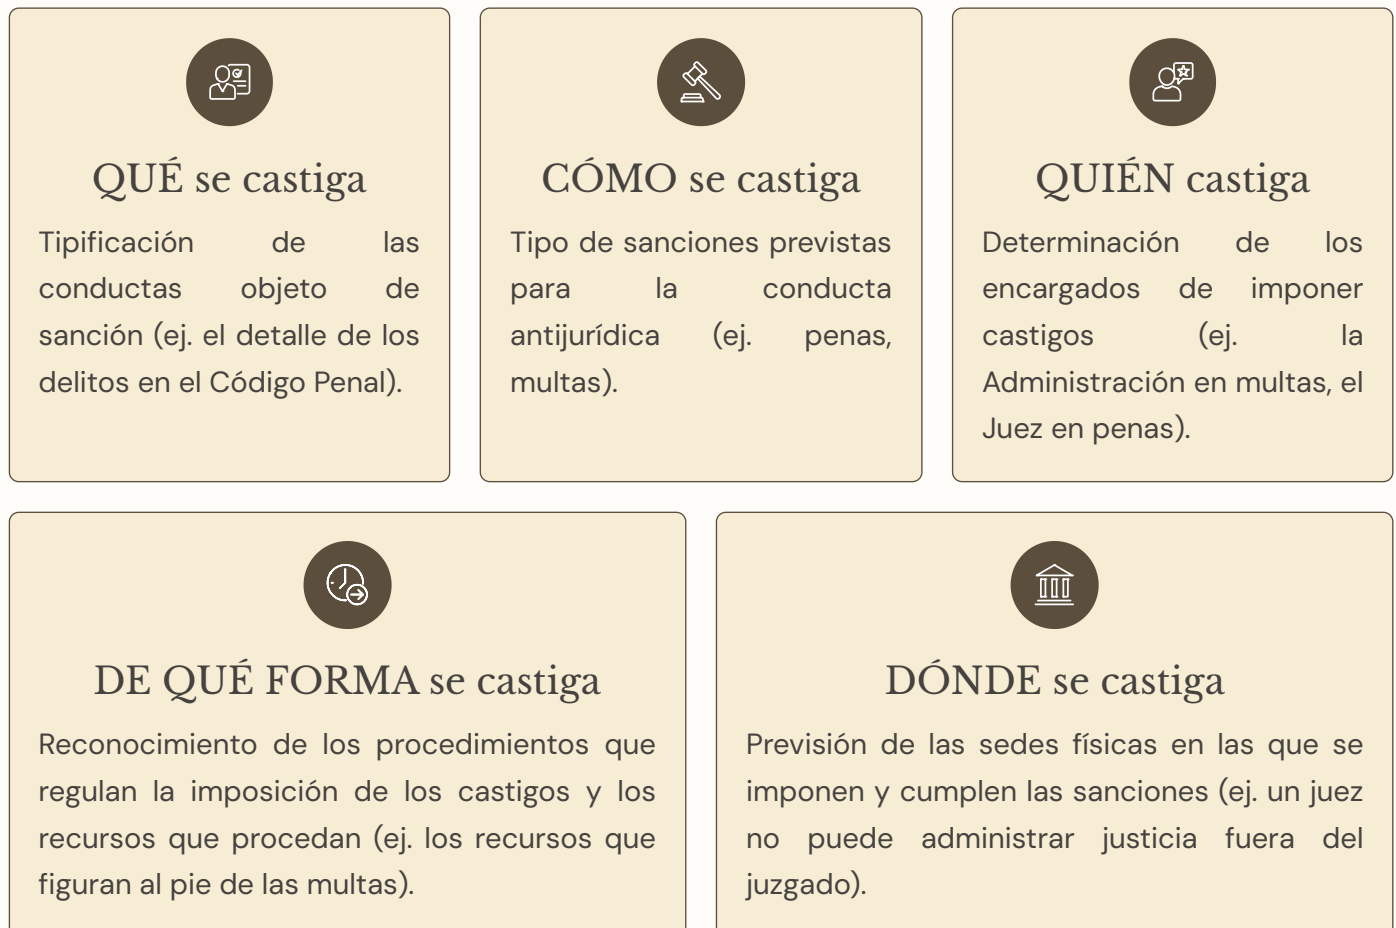 QUÉ se castiga
Tipificación de las
conductas objeto de
sanción (ej. el detalle de los
delitos en el Código Penal).
CÓMO se castiga
Tipo de sanciones previstas
para la conducta
antijurídica (ej. penas,
multas).
QUIÉN castiga
Determinación de los
encargados de imponer
castigos (ej. la
Administración en multas, el
Juez en penas).
DE QUÉ FORMA se castiga
Reconocimiento de los procedimientos que
regulan la imposición de los castigos y los
recursos que procedan (ej. los recursos que
figuran al pie de las multas).
DÓNDE se castiga
Previsión de las sedes físicas en las que se
imponen y cumplen las sanciones (ej. un juez
no puede administrar justicia fuera del
juzgado).